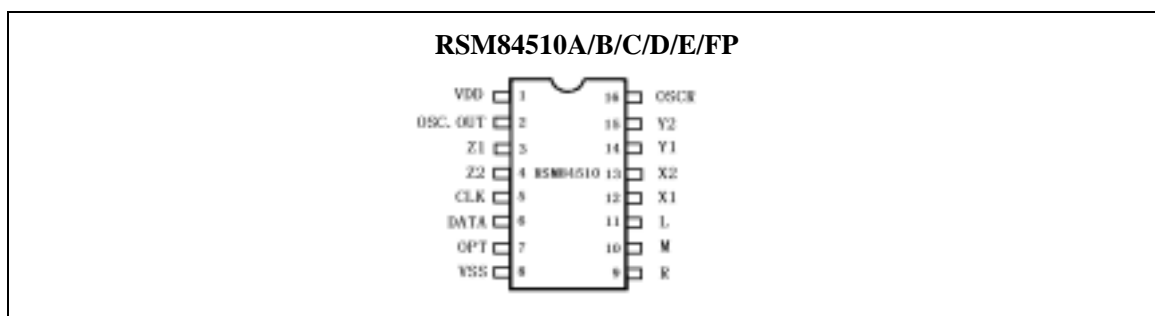 RSM84510A/B/C/D/E/FP
VDD 1 16 OSCR
OSC. OUT 2 15 Y2
Z1 3 14 Y1
Z2 4 RSM84510 13 X2
CLK 5 12 X1
DATA 6 11 L
OPT 7 10 M
VSS 8 9 R